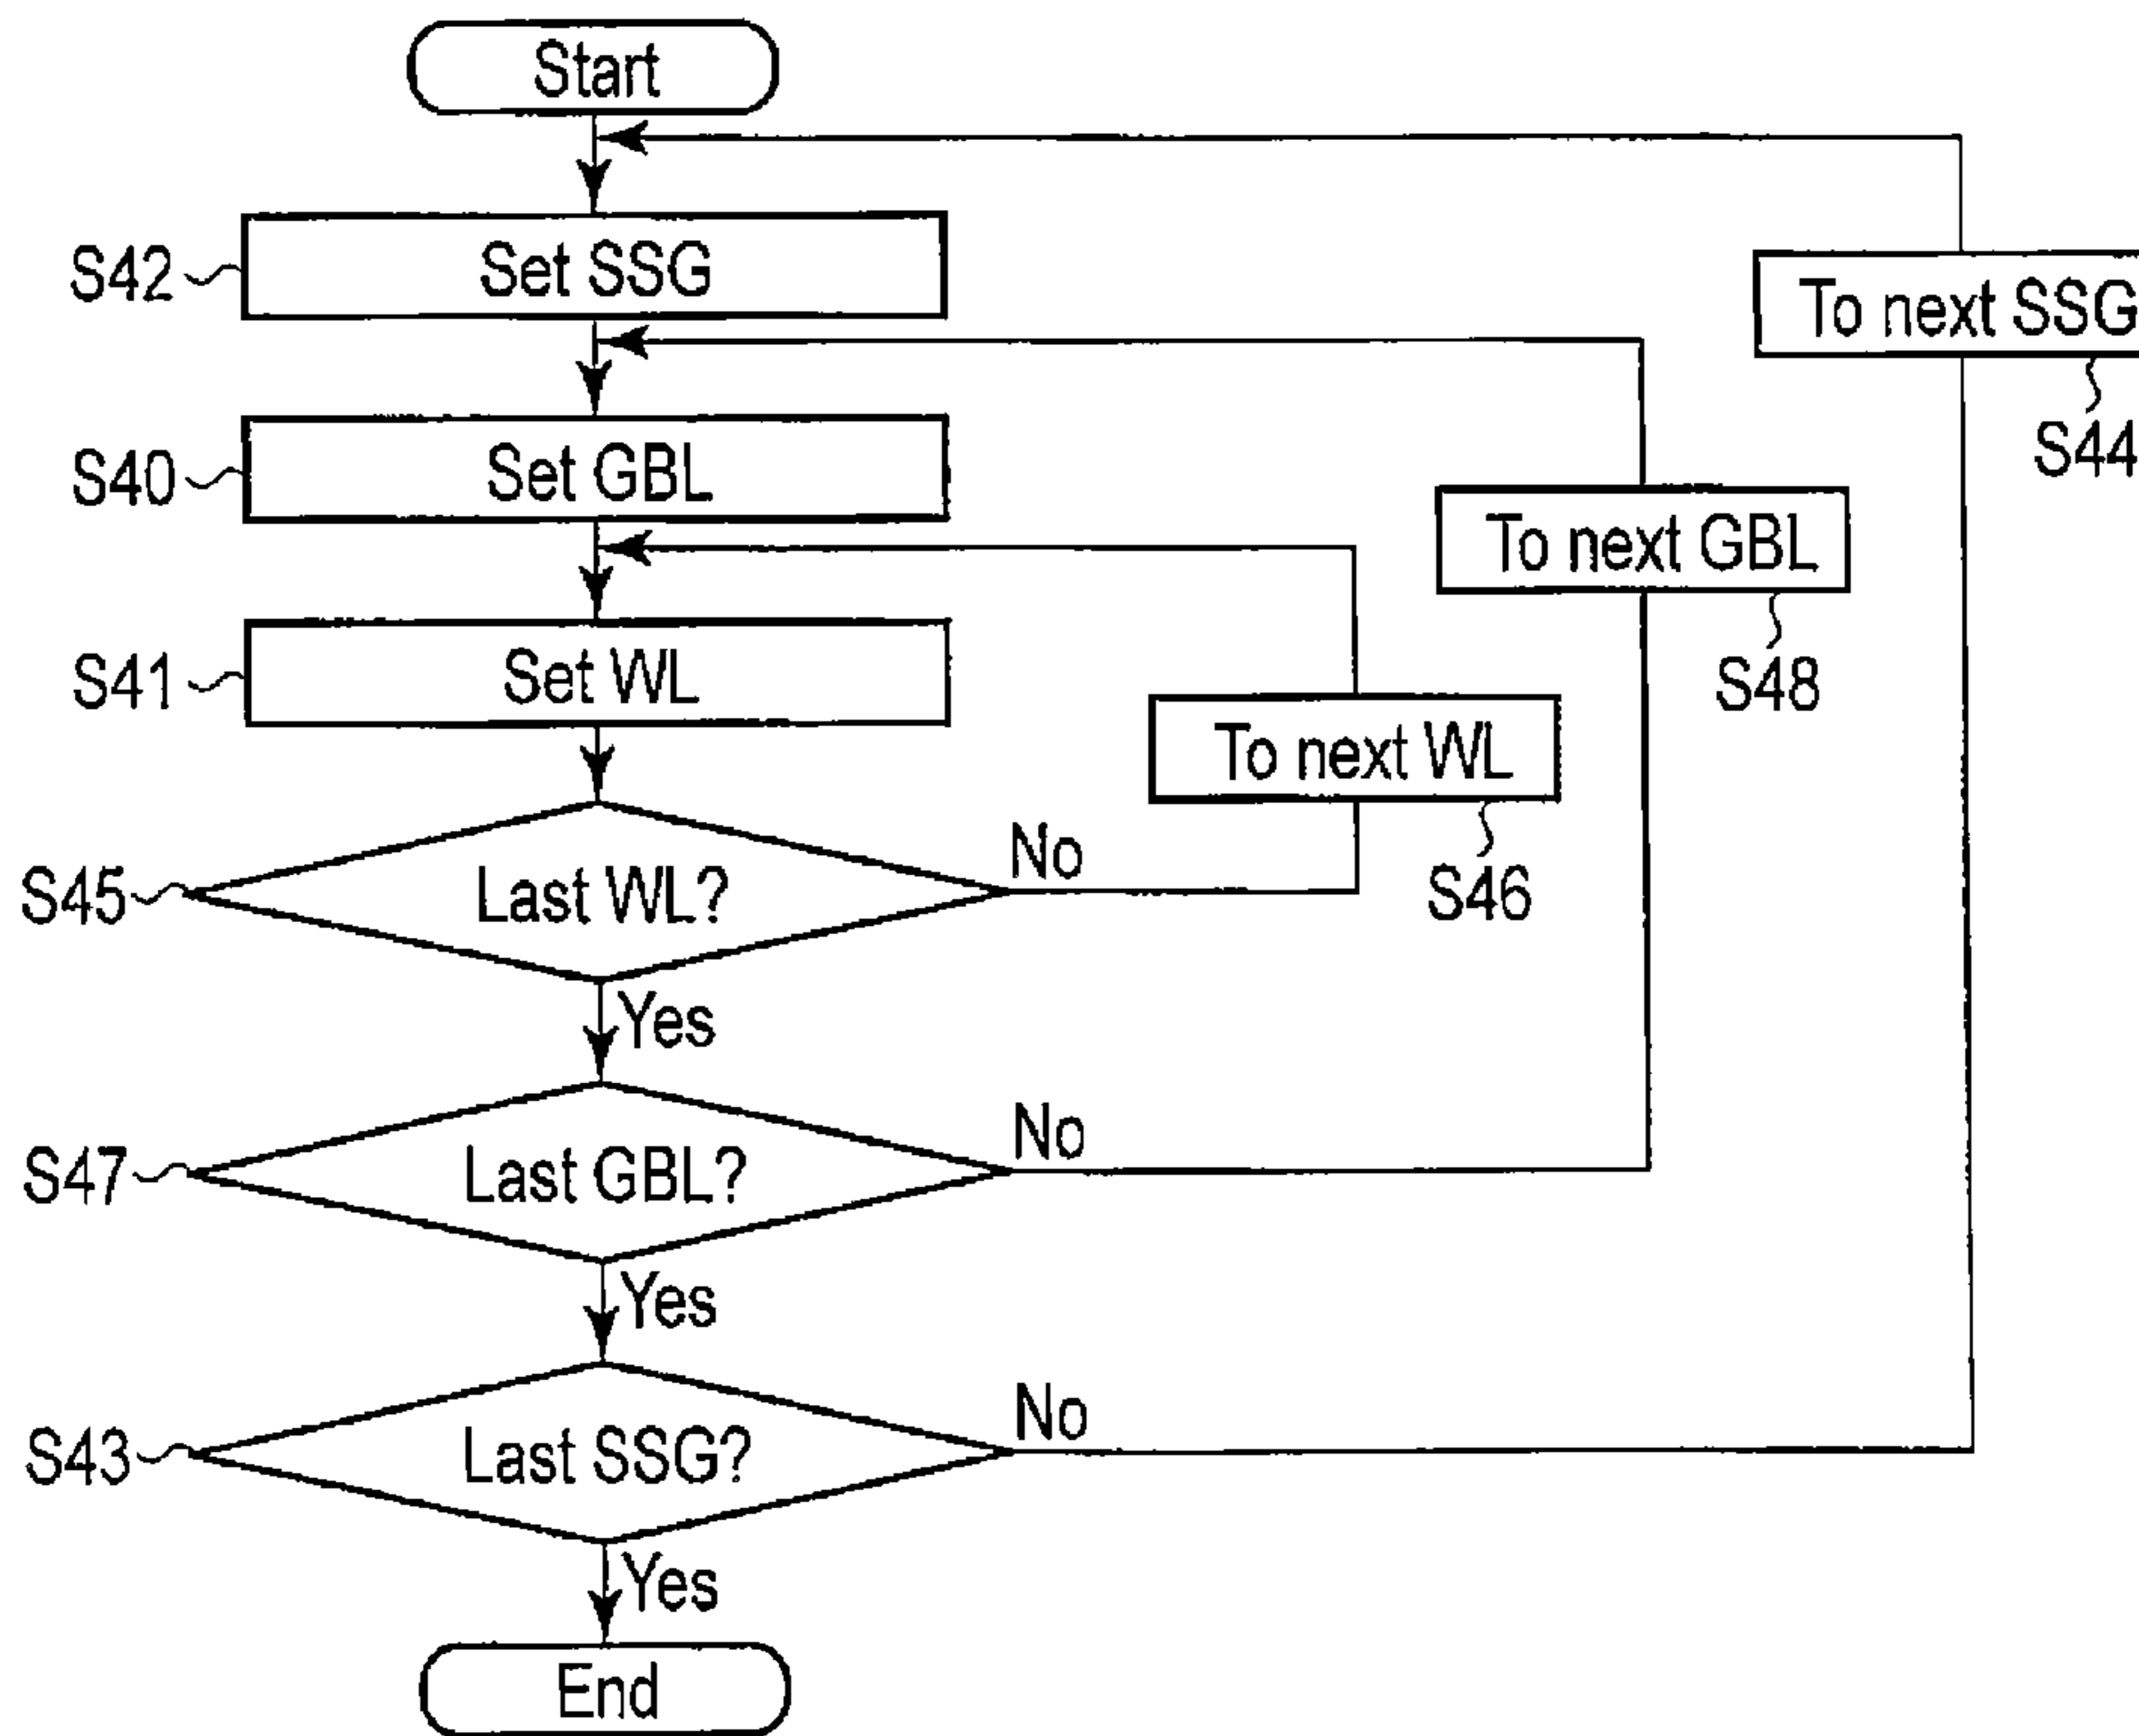 Start
S42
Set SSG
To next SSG
S44
S40
Set GBL
To next GBL
S48
S41
Set WL
To next WL
S46
S45
Last WL?
No
Yes
S47
Last GBL?
No
Yes
S43
Last SSG?
No
Yes
End